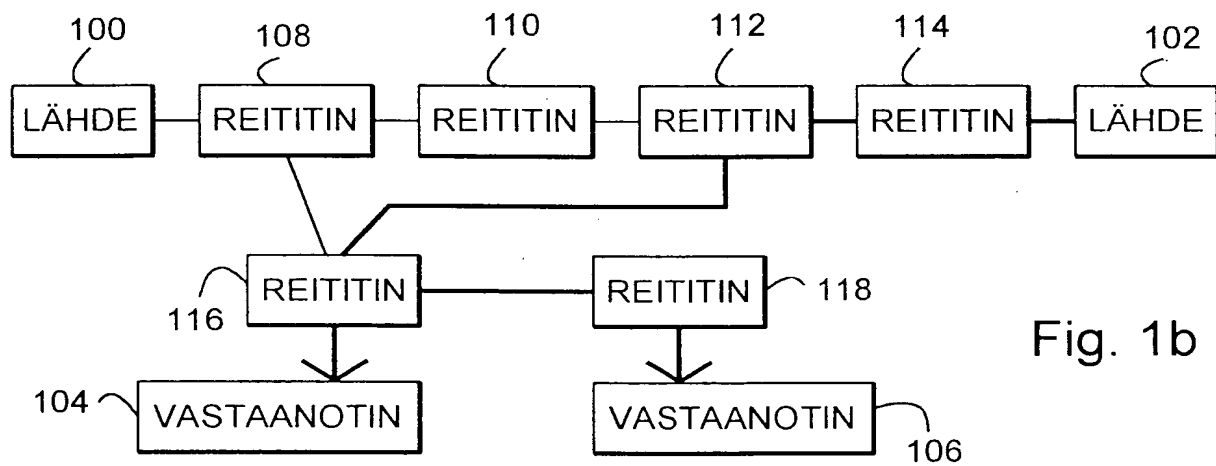 100 108 110 112 114 102
LÄHDE REITITIN REITITIN REITITIN REITITIN LÄHDE
REITITIN REITITIN 118
116
Fig. 1b
104 VASTAANOTIN VASTAANOTIN
106